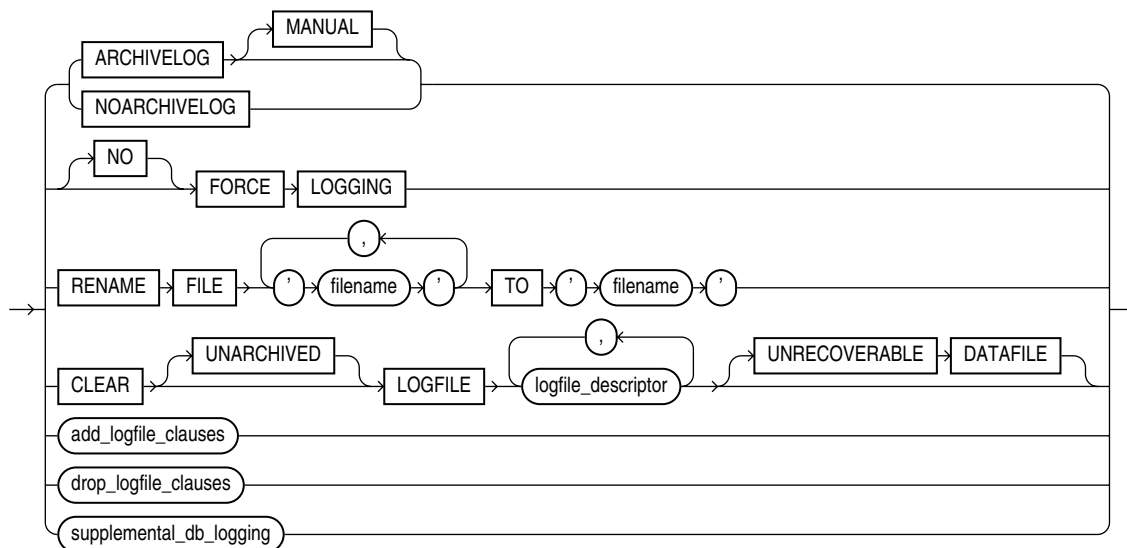 MANUAL
ARCHIVELOG
NOARCHIVELOG
NO
FORCE LOGGING
,
RENAME FILE ’ filename ’ TO ’ filename ’
,
UNARCHIVED UNRECOVERABLE DATAFILE
CLEAR LOGFILE logfile_descriptor
add_logfile_clauses
drop_logfile_clauses
supplemental_db_logging